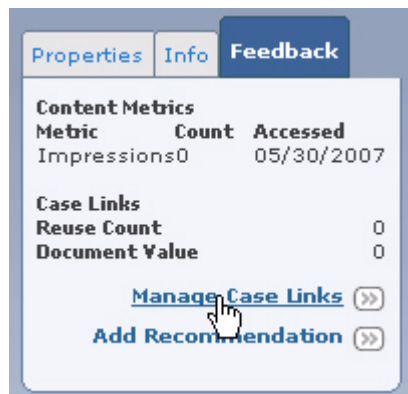 Properties Info Feedback
Content Metrics
Metric Count Accessed
Impressions0 05/30/2007
Case Links
Reuse Count 0
Document Value 0
Manage Case Links
Add Recommendation